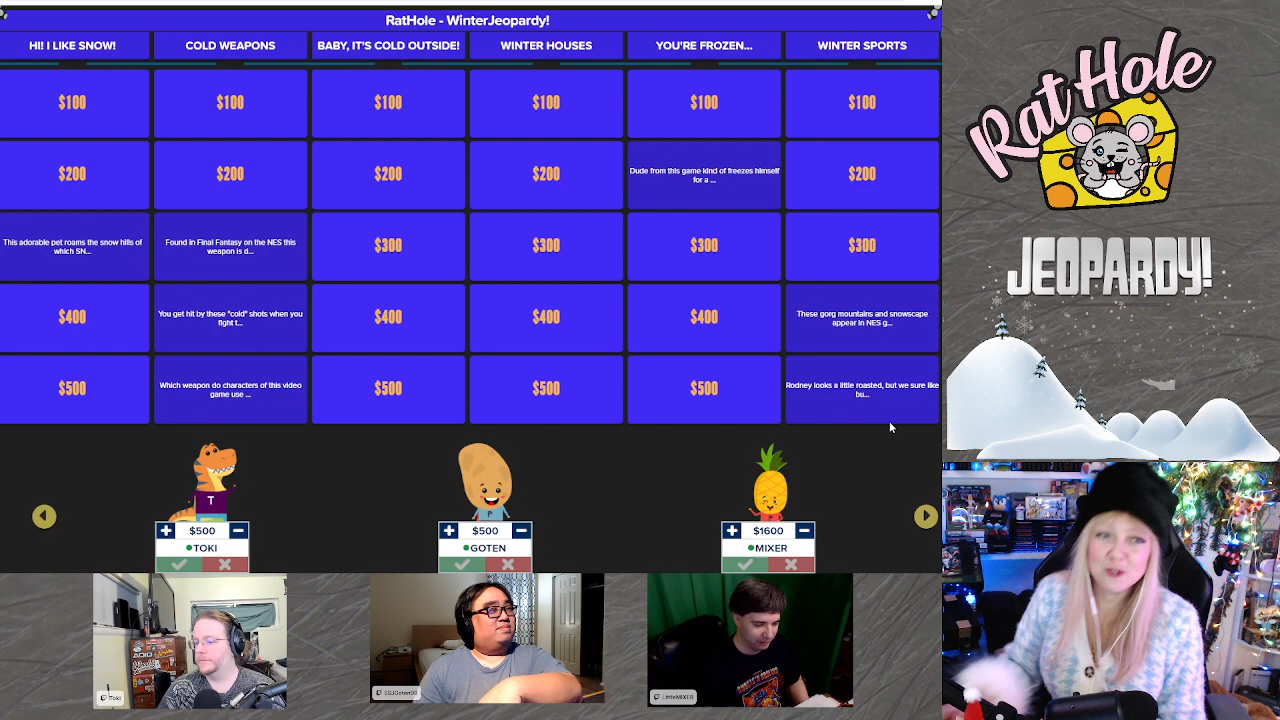 RatHole - WinterJeopardy!
HI! I LIKE SNOW!
COLD WEAPONS
BABY, IT'S COLD OUTSIDE!
WINTER HOUSES
YOU'RE FROZEN...
WINTER SPORTS
$100
$100
$100
$100
$100
$100
$200
$200
$200
$200
Dude from this game kind of freezes himself
for a ...
$200
This adorable pet roams the snow hills of
which SN...
Found in Final Fantasy on the NES this
weapon is d...
$300
$300
$300
$300
$400
You get hit by these "cold" shots when you
fight t...
$400
$400
$400
These gorg mountains and snowscape
appear in NES g...
$500
Which weapon do characters of this video
game use ...
$500
$500
$500
Rodney looks a little roasted, but we sure like
bu...
T
P
+ $500 −
TOKI
+ $500 −
GOTEN
+ $1600 −
MIXER
Toki
SSJGoten00
LittleMIXER
Rat Hole
JEOPARDY!